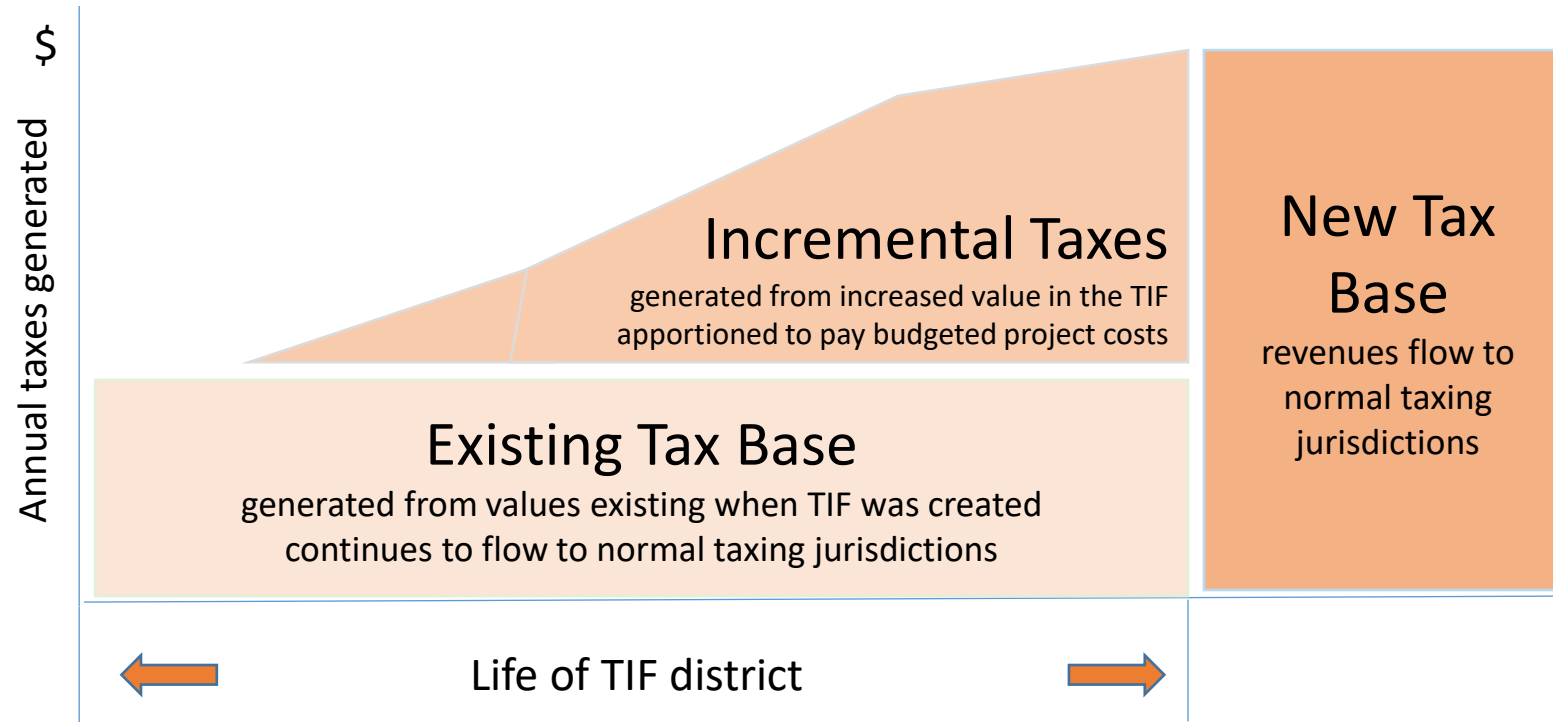 $
Annual taxes generated
Incremental Taxes
generated from increased value in the TIF
apportioned to pay budgeted project costs
New Tax
Base
revenues flow to
normal taxing
jurisdictions
Existing Tax Base
generated from values existing when TIF was created
continues to flow to normal taxing jurisdictions
Life of TIF district